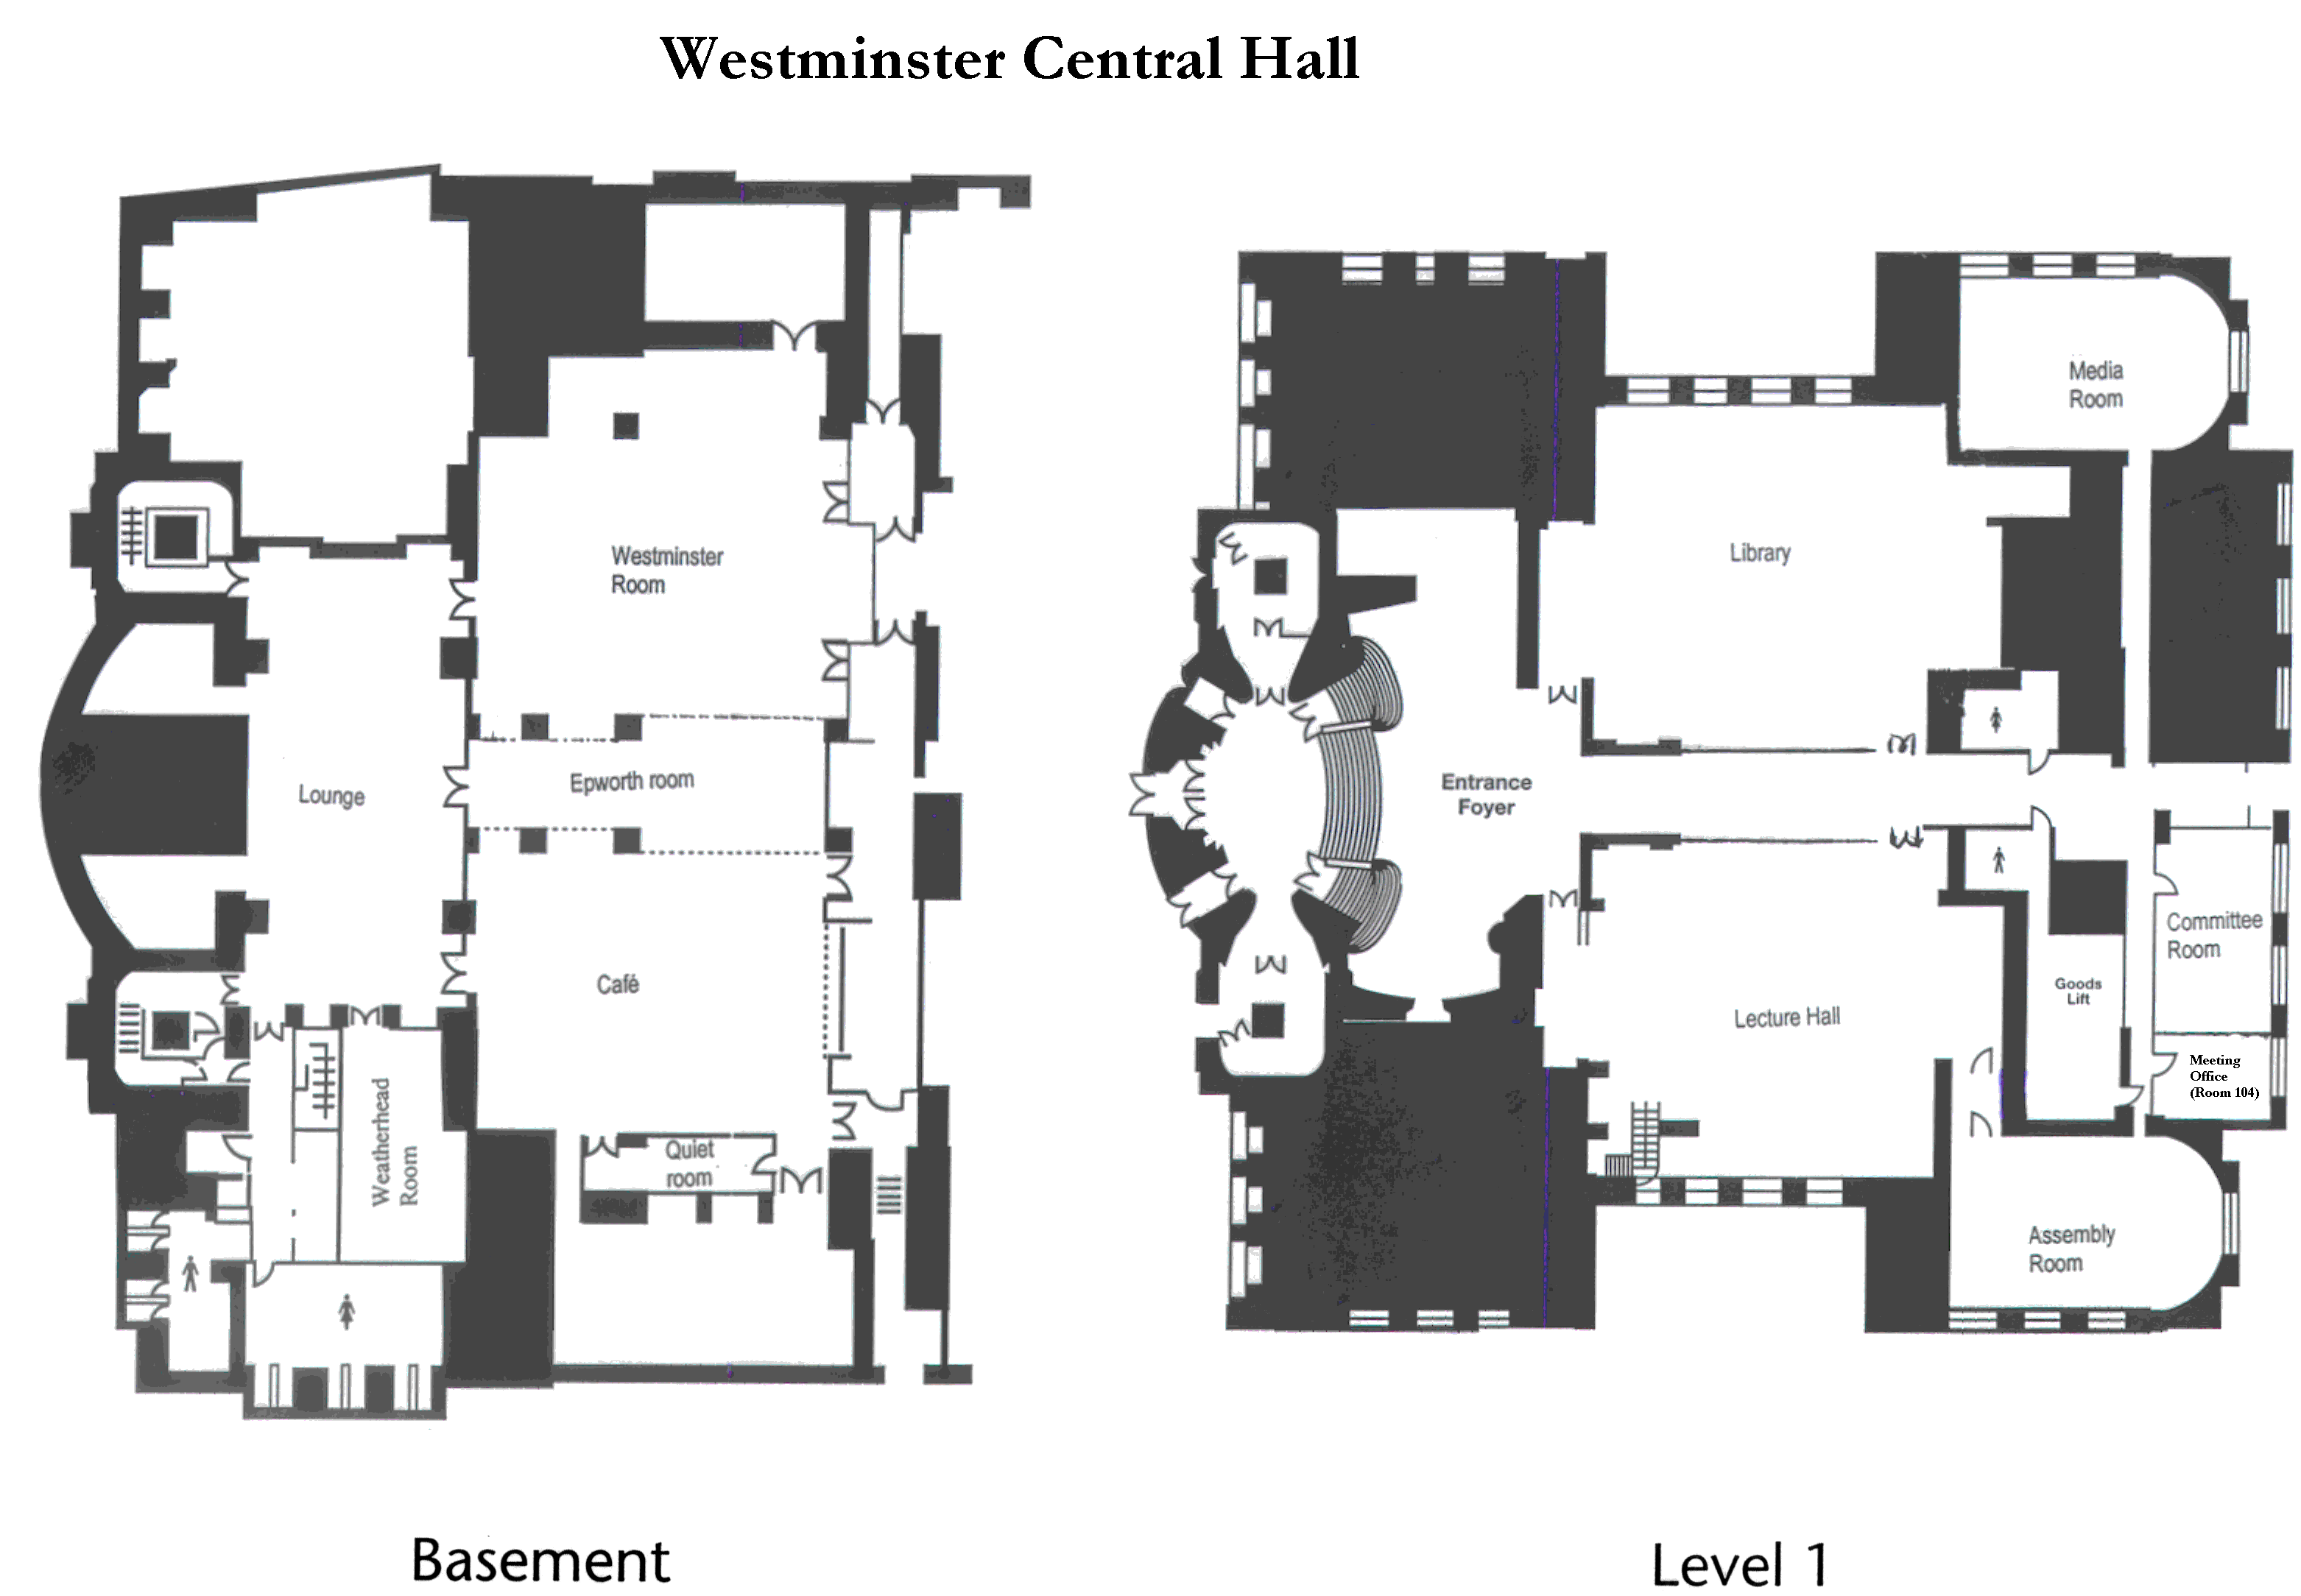 Westminster Central Hall
Westminster
Room
Epworth room
Lounge
Café
Weatherhead
Room
Quiet
room
Basement
Media
Room
Library
Entrance
Foyer
Committee
Room
Goods
Lift
Lecture Hall
Meeting
Office
(Room 104)
Assembly
Room
Level 1